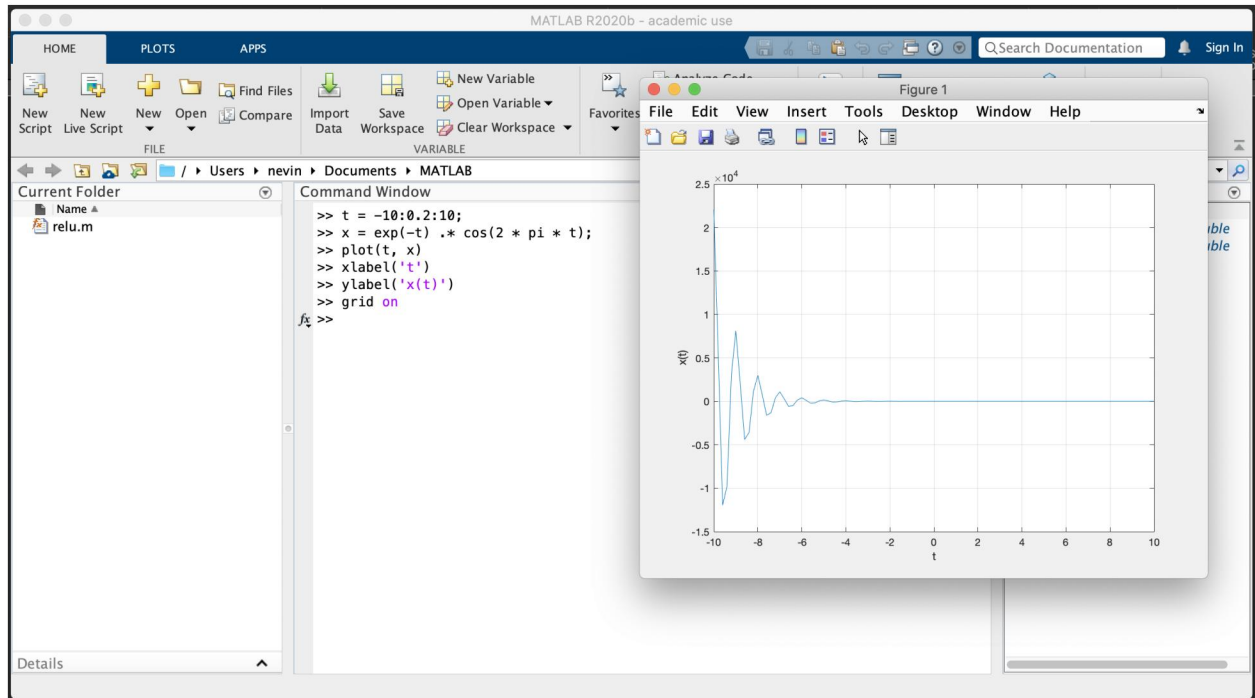 MATLAB R2020b - academic use
HOME PLOTS APPS
Search Documentation Sign In
New Script
New Live Script
New
Open
Find Files
Compare
FILE
Import Data
Save Workspace
New Variable
Open Variable
Clear Workspace
VARIABLE
Favorites
Analyze Code
/ Users nevin Documents MATLAB
Current Folder
Name
relu.m
Details
Command Window
>> t = -10:0.2:10;
>> x = exp(-t) .* cos(2 * pi * t);
>> plot(t, x)
>> xlabel('t')
>> ylabel('x(t)')
>> grid on
fx >>
Figure 1
File Edit View Insert Tools Desktop Window Help
×10⁴
2.5
2
1.5
1
0.5
0
-0.5
-1
-1.5
x(t)
-10 -8 -6 -4 -2 0 2 4 6 8 10
t